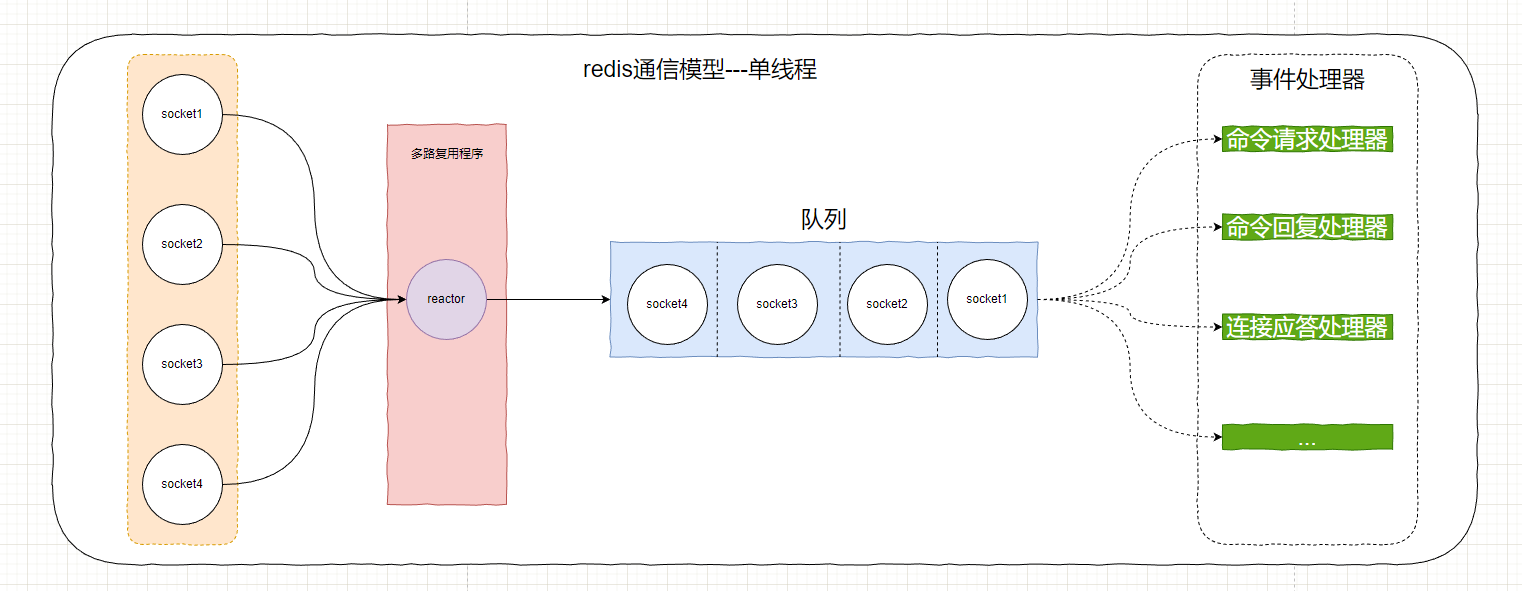 redis通信模型---单线程
socket1
socket2
socket3
socket4
多路复用程序
reactor
队列
socket4
socket3
socket2
socket1
事件处理器
命令请求处理器
命令回复处理器
连接应答处理器
...